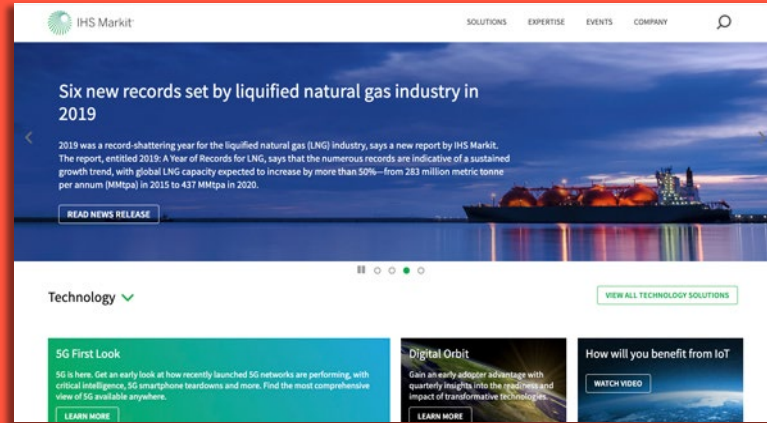 IHS Markit
SOLUTIONS EXPERTISE EVENTS COMPANY
Six new records set by liquified natural gas industry in
2019
2019 was a record-shattering year for the liquified natural gas (LNG) industry, says a new report by IHS Markit.
The report, entitled 2019: A Year of Records for LNG, says that the numerous records are indicative of a sustained
growth trend, with global LNG capacity expected to increase by more than 50%—from 283 million metric tonne
per annum (MMtpa) in 2015 to 437 MMtpa in 2020.
READ NEWS RELEASE
Technology
VIEW ALL TECHNOLOGY SOLUTIONS
5G First Look
5G is here. Get an early look at how recently launched 5G networks are performing, with
critical intelligence, 5G smartphone teardowns and more. Find the most comprehensive
view of 5G available anywhere.
LEARN MORE
Digital Orbit
Gain an early adopter advantage with
quarterly insights into the readiness and
impact of transformative technologies.
LEARN MORE
How will you benefit from IoT
WATCH VIDEO